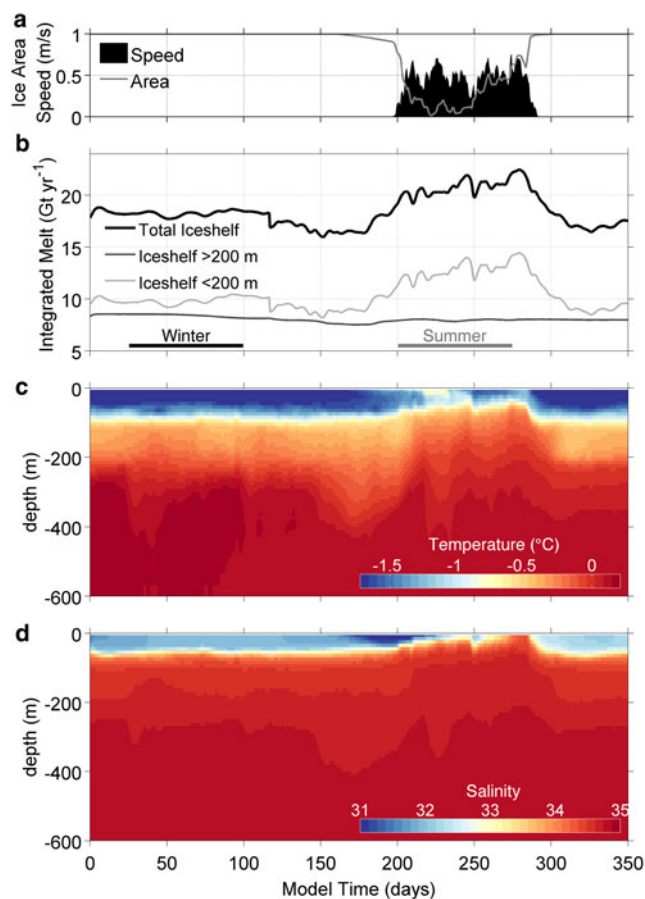 a
Ice Area
Speed (m/s)
1
0.5
0
Speed
Area
b
Integrated Melt (Gt yr⁻¹)
20
15
10
5
Total Iceshelf
Iceshelf >200 m
Iceshelf <200 m
Winter
Summer
c
depth (m)
0
-200
-400
-600
Temperature (°C)
-1.5 -1 -0.5 0
d
depth (m)
0
-200
-400
-600
Salinity
31 32 33 34 35
0 50 100 150 200 250 300 350
Model Time (days)